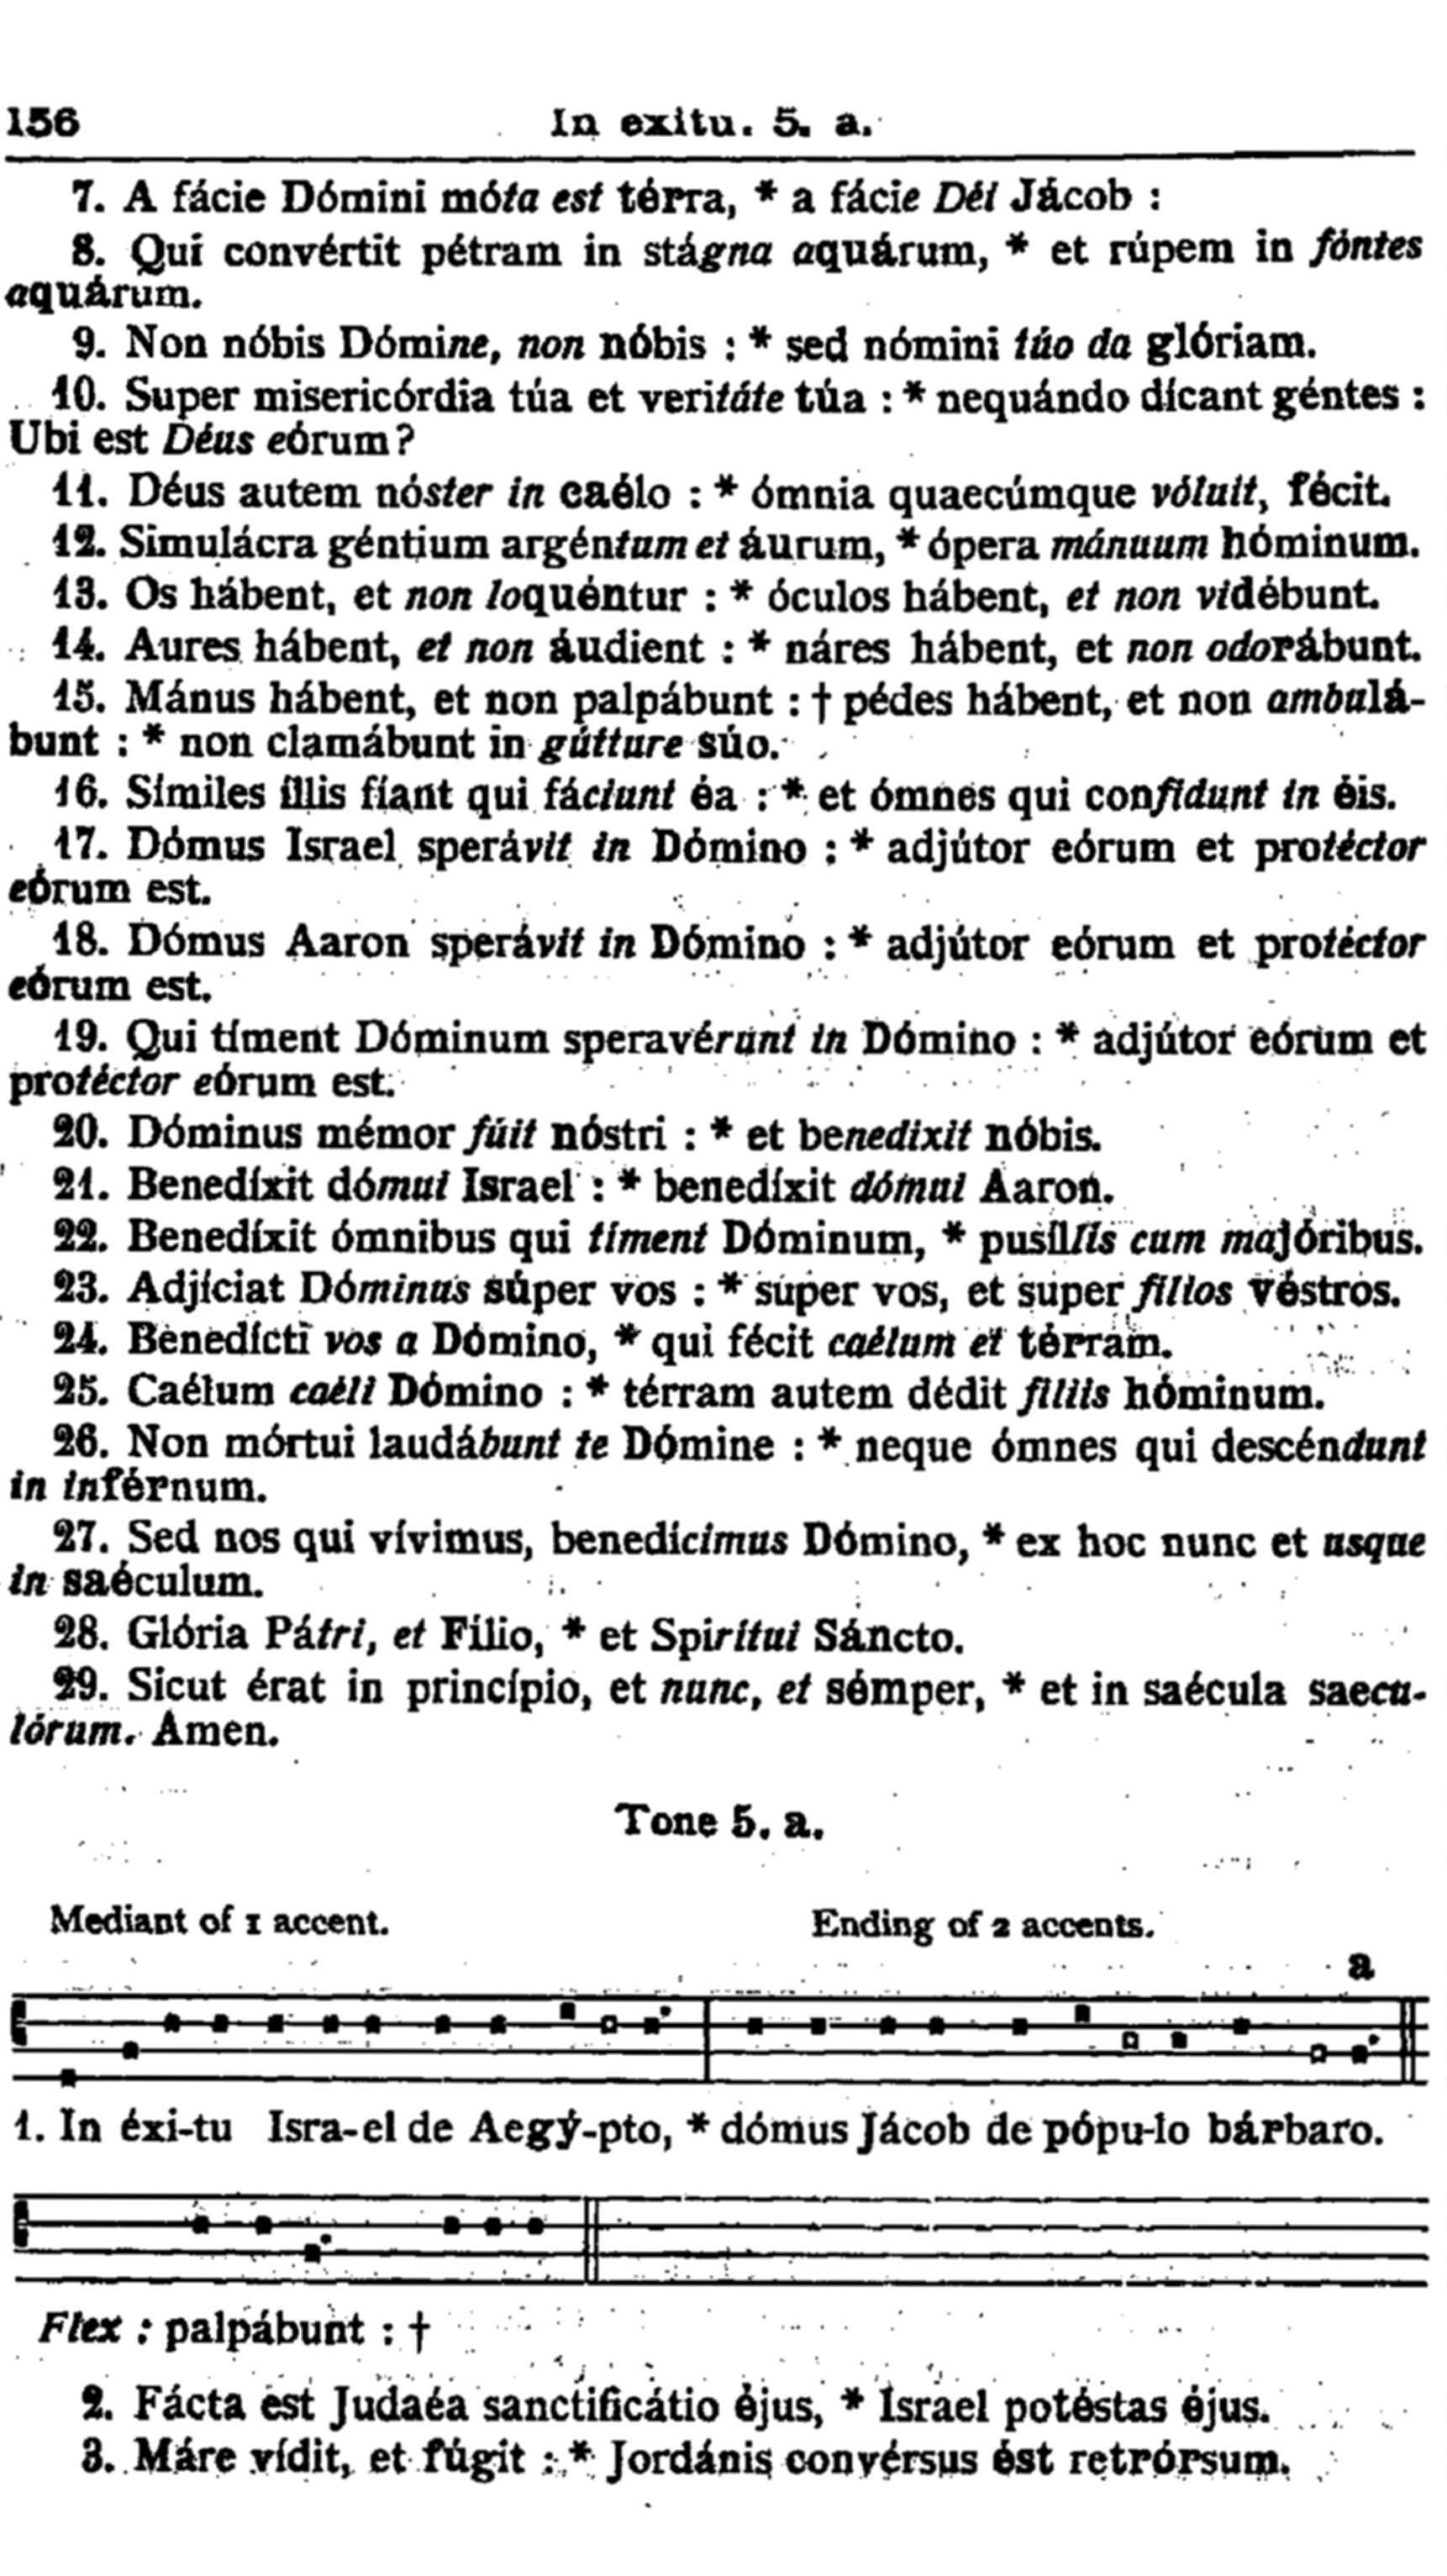 156
In exitu. 5. a.
7. A fácie Dómini móta est térra, * a fácie Déi Jácob :
8. Qui convértit pétram in stágna aquárum, * et rúpem in fóntes
aquárum.
9. Non nóbis Dómine, non nóbis : * sed nómini túo da glóriam.
10. Super misericórdia túa et veritáte túa : * nequándo dícant géntes :
Ubi est Déus eórum?
11. Déus autem nóster in caélo : * ómnia quaecúmque vóluit, fécit.
12. Simulácra géntium argéntum et áurum, * ópera mánuum hóminum.
13. Os hábent, et non loquéntur : * óculos hábent, et non vidébunt.
14. Aures hábent, et non áudient : * náres hábent, et non odorábunt.
15. Mánus hábent, et non palpábunt : † pédes hábent, et non ambulá-
bunt : * non clamábunt in gútture súo.
16. Símiles íllis fíant qui fáciunt éa : * et ómnes qui confídunt in éis.
17. Dómus Israel sperávit in Dómino : * adjútor eórum et protéctor
eórum est.
18. Dómus Aaron sperávit in Dómino : * adjútor eórum et protéctor
eórum est.
19. Qui tíment Dóminum speravérunt in Dómino : * adjútor eórum et
protéctor eórum est.
20. Dóminus mémor fúit nóstri : * et benedixit nóbis.
21. Benedíxit dómui Israel : * benedíxit dómui Aaron.
22. Benedíxit ómnibus qui tíment Dóminum, * pusíllis cum majóribus.
23. Adjíciat Dóminus súper vos : * super vos, et super fílios véstros.
24. Benedícti vos a Dómino, * qui fécit caélum et térram.
25. Caélum caéli Dómino : * térram autem dédit fíliis hóminum.
26. Non mórtui laudábunt te Dómine : * neque ómnes qui descéndunt
in inférnum.
27. Sed nos qui vívimus, benedícimus Dómino, * ex hoc nunc et usque
in saéculum.
28. Glória Pátri, et Fílio, * et Spirítui Sáncto.
29. Sicut érat in princípio, et nunc, et sémper, * et in saécula saecu-
lórum. Amen.
Tone 5. a.
Mediant of 1 accent.
Ending of 2 accents.
a
1. In éxi-tu Isra-el de Aegý-pto, * dómus Jácob de pópu-lo bárbaro.
Flex : palpábunt : †
2. Fácta est Judaéa sanctificátio éjus, * Israel potéstas éjus.
3. Máre vídit, et fúgit : * Jordánis convérsus ést retrórsum.